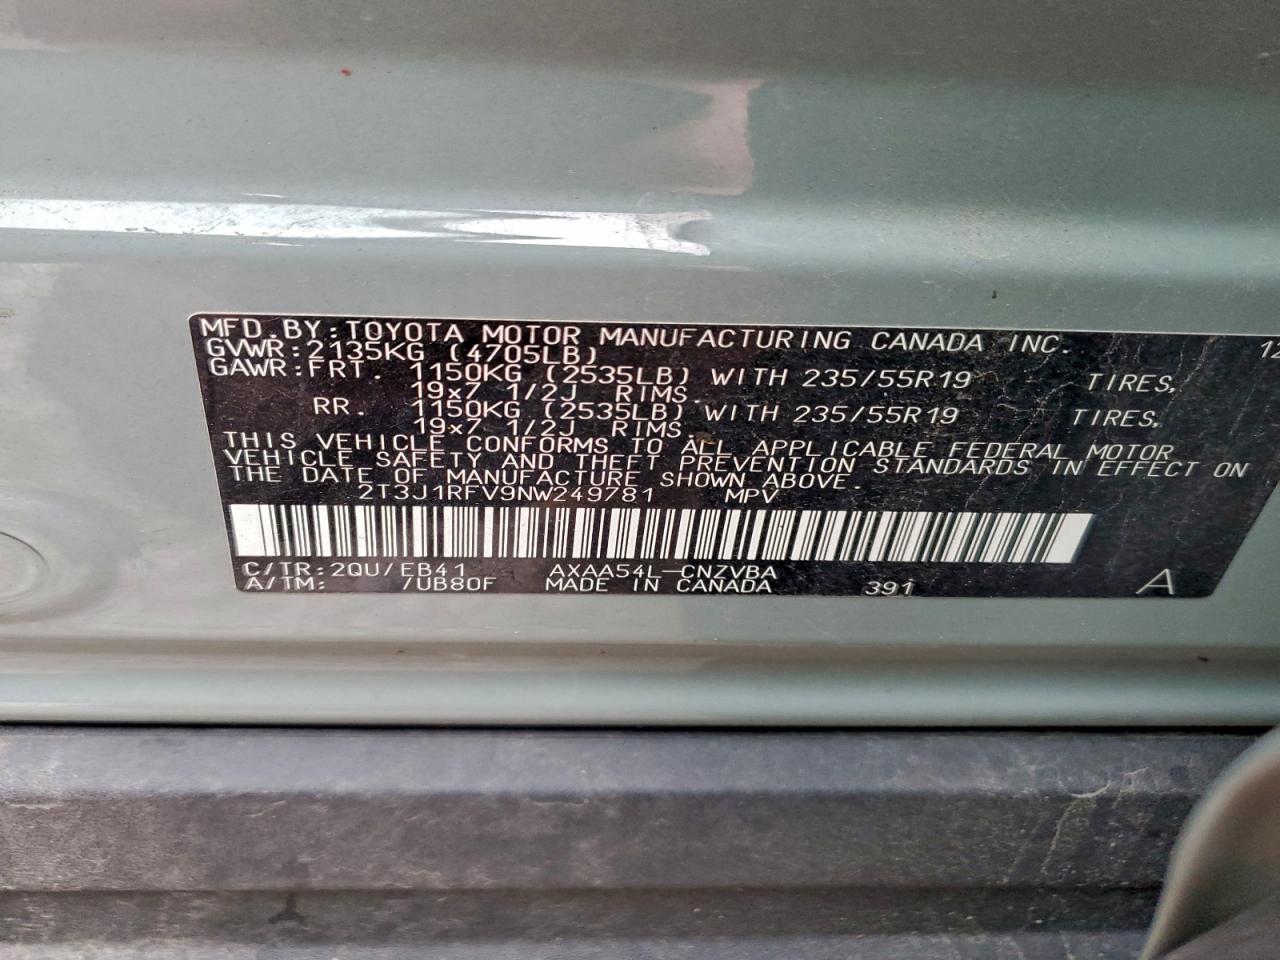 MFD. BY: TOYOTA MOTOR MANUFACTURING CANADA INC. 12
GVWR: 2135KG (4705LB)
GAWR: FRT. 1150KG (2535LB) WITH 235/55R19 TIRES,
19x7 1/2J RIMS.
RR. 1150KG (2535LB) WITH 235/55R19 TIRES,
19x7 1/2J RIMS.
THIS VEHICLE CONFORMS TO ALL APPLICABLE FEDERAL MOTOR
VEHICLE SAFETY AND THEFT PREVENTION STANDARDS IN EFFECT ON
THE DATE OF MANUFACTURE SHOWN ABOVE.
2T3J1RFV9NW249781 MPV
C/TR: 2QU/EB41 AXAA54L-CNZVBA
A/TM: /UB80F MADE IN CANADA 391 A